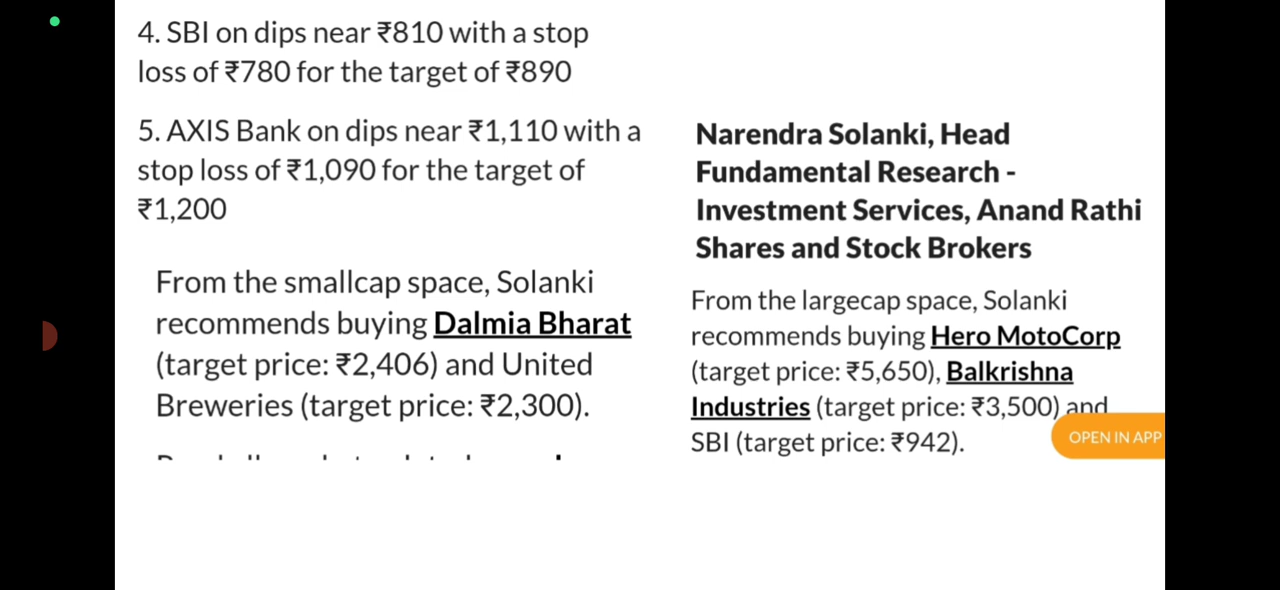 4. SBI on dips near ₹810 with a stop
loss of ₹780 for the target of ₹890
5. AXIS Bank on dips near ₹1,110 with a
stop loss of ₹1,090 for the target of
₹1,200
From the smallcap space, Solanki
recommends buying Dalmia Bharat
(target price: ₹2,406) and United
Breweries (target price: ₹2,300).
Narendra Solanki, Head
Fundamental Research -
Investment Services, Anand Rathi
Shares and Stock Brokers
From the largecap space, Solanki
recommends buying Hero MotoCorp
(target price: ₹5,650), Balkrishna
Industries (target price: ₹3,500) and
SBI (target price: ₹942).
OPEN IN APP